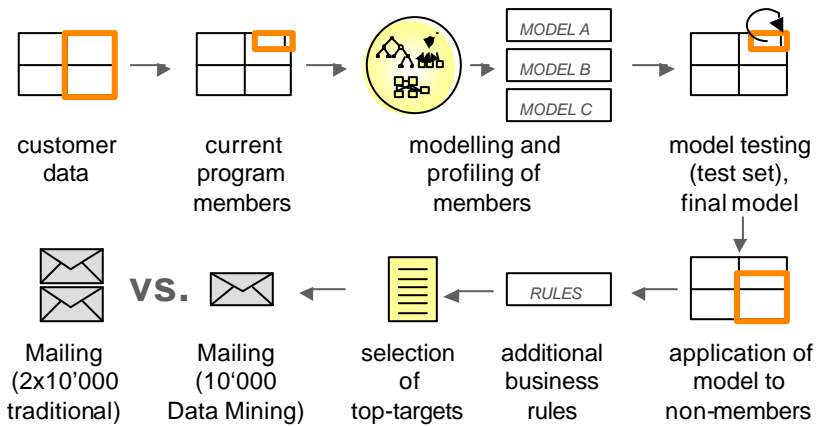 MODEL A
MODEL B
MODEL C
customer
data
current
program
members
modelling and
profiling of
members
model testing
(test set),
final model
vs.
RULES
Mailing
(2x10’000
traditional)
Mailing
(10‘000
Data Mining)
selection
of
top-targets
additional
business
rules
application of
model to
non-members